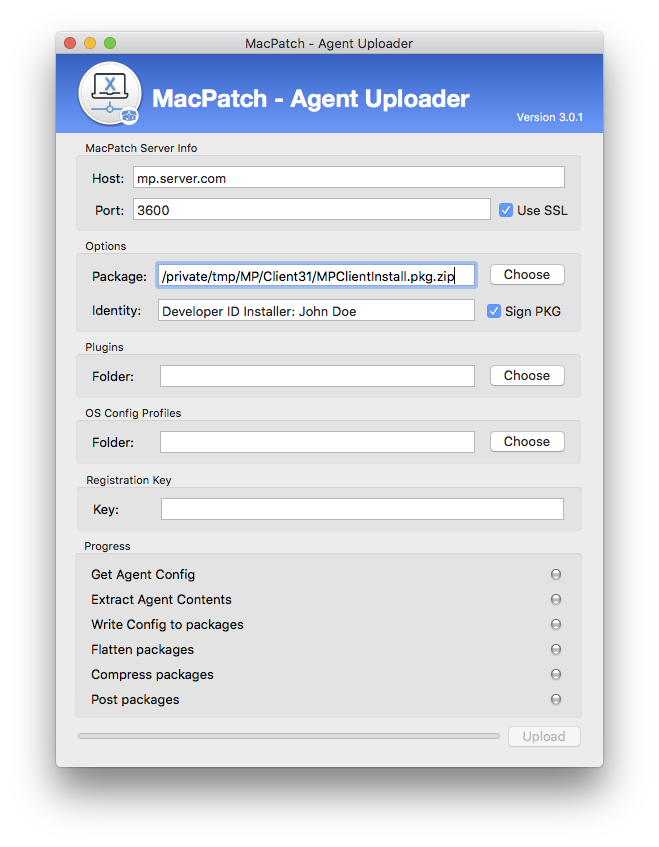 MacPatch - Agent Uploader
MacPatch - Agent Uploader
Version 3.0.1
MacPatch Server Info
Host: mp.server.com
Port: 3600 Use SSL
Options
Package: /private/tmp/MP/Client31/MPClientInstall.pkg.zip Choose
Identity: Developer ID Installer: John Doe Sign PKG
Plugins
Folder: Choose
OS Config Profiles
Folder: Choose
Registration Key
Key:
Progress
Get Agent Config
Extract Agent Contents
Write Config to packages
Flatten packages
Compress packages
Post packages
Upload